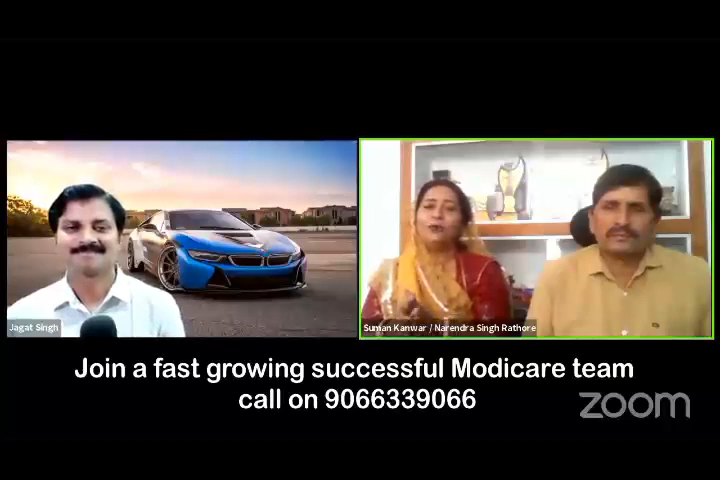 Jagat Singh
Suman Kanwar / Narendra Singh Rathore
Join a fast growing successful Modicare team
call on 9066339066
zoom